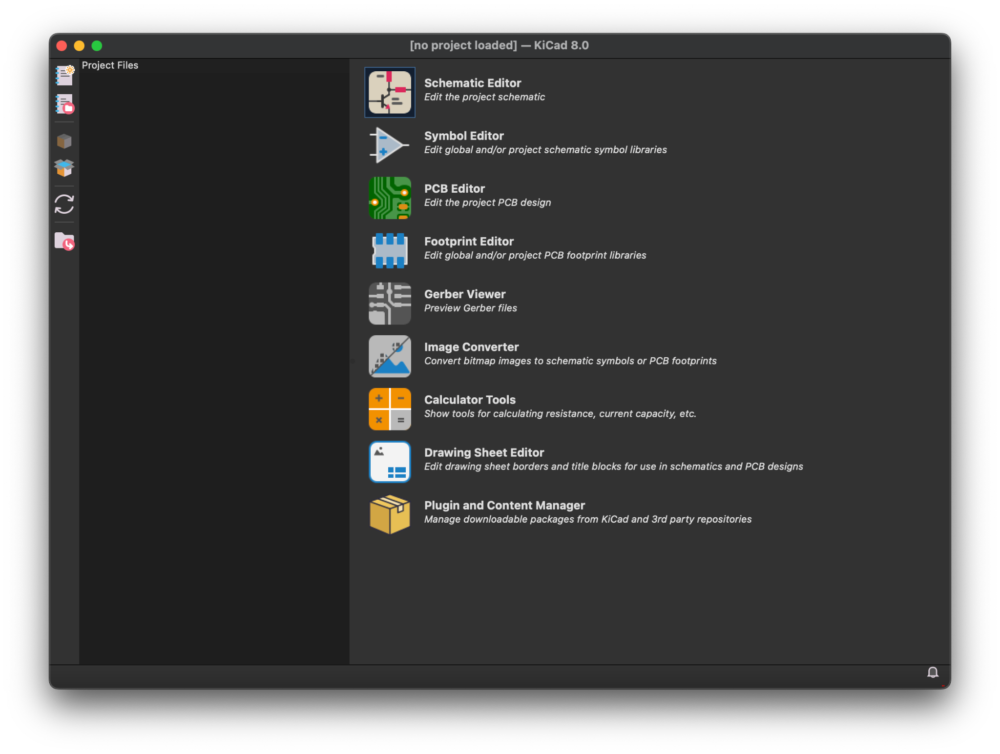 [no project loaded] — KiCad 8.0
Project Files
Schematic Editor
Edit the project schematic
Symbol Editor
Edit global and/or project schematic symbol libraries
PCB Editor
Edit the project PCB design
Footprint Editor
Edit global and/or project PCB footprint libraries
Gerber Viewer
Preview Gerber files
Image Converter
Convert bitmap images to schematic symbols or PCB footprints
Calculator Tools
Show tools for calculating resistance, current capacity, etc.
Drawing Sheet Editor
Edit drawing sheet borders and title blocks for use in schematics and PCB designs
Plugin and Content Manager
Manage downloadable packages from KiCad and 3rd party repositories